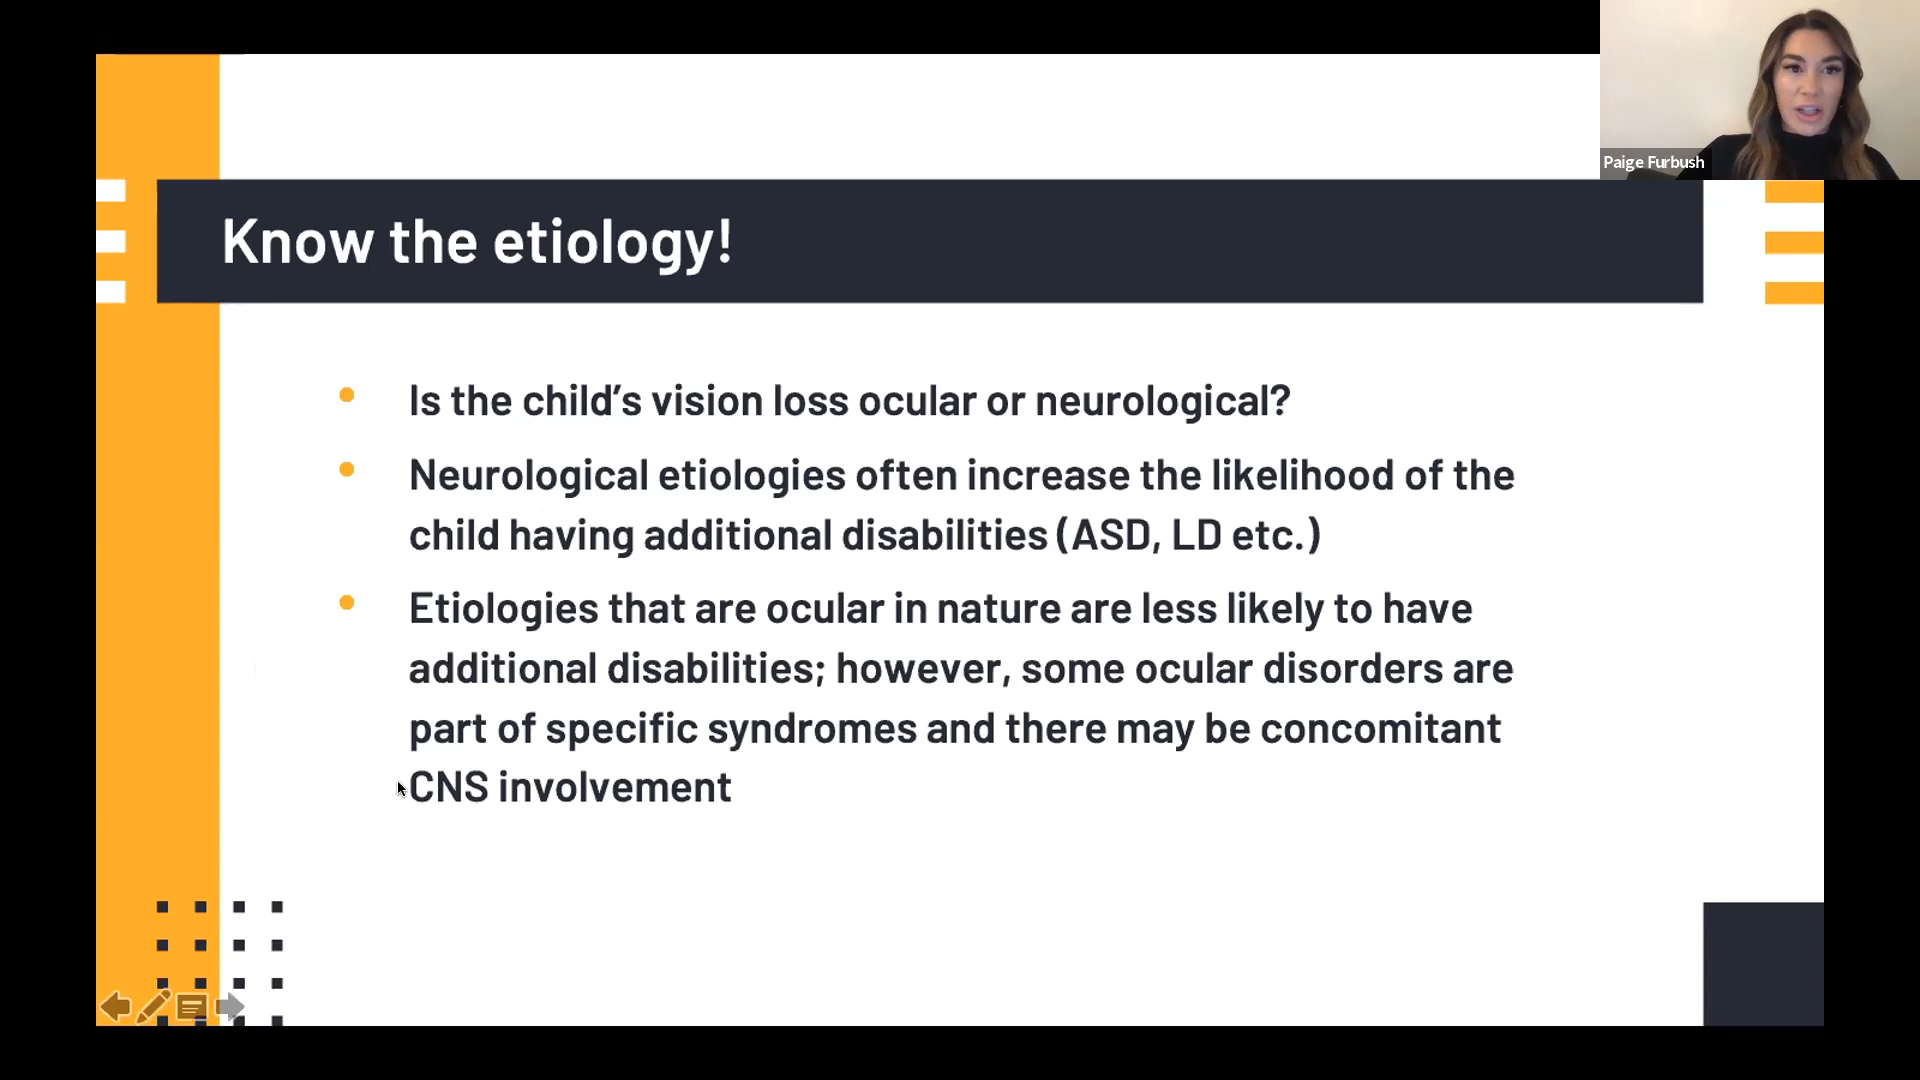 Paige Furbush
Know the etiology!
Is the child’s vision loss ocular or neurological?
Neurological etiologies often increase the likelihood of the
child having additional disabilities (ASD, LD etc.)
Etiologies that are ocular in nature are less likely to have
additional disabilities; however, some ocular disorders are
part of specific syndromes and there may be concomitant
CNS involvement